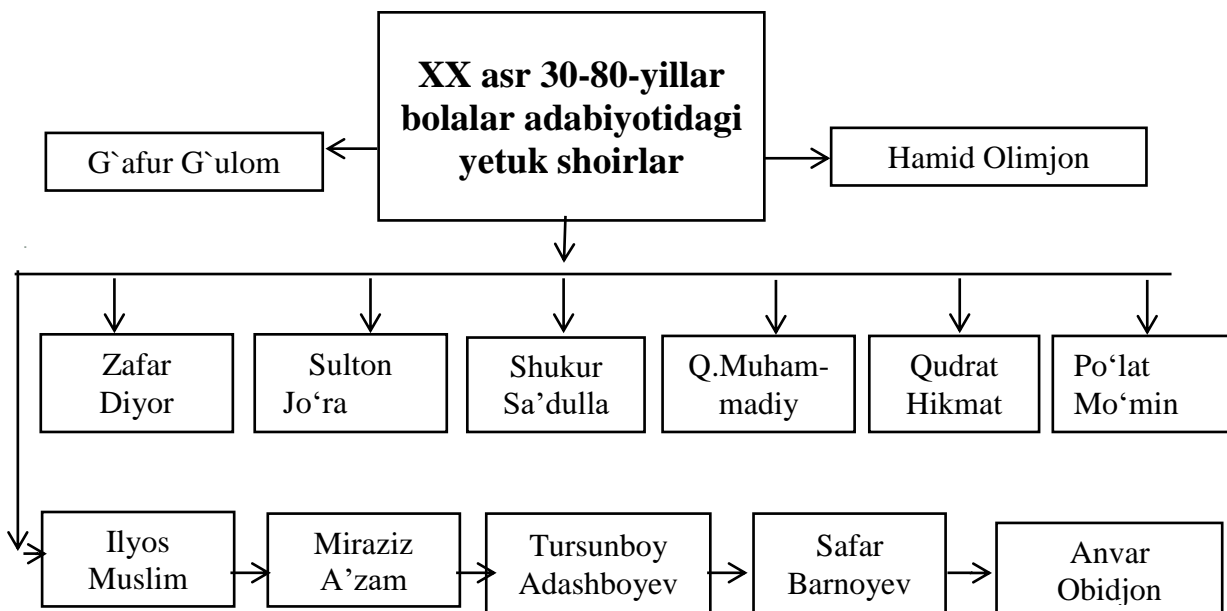 XX asr 30-80-yillar
bolalar adabiyotidagi
yetuk shoirlar
G`afur G`ulom
Hamid Olimjon
Zafar
Diyor
Sulton
Jo‘ra
Shukur
Sa’dulla
Q.Muham-
madiy
Qudrat
Hikmat
Po‘lat
Mo‘min
Ilyos
Muslim
Miraziz
A’zam
Tursunboy
Adashboyev
Safar
Barnoyev
Anvar
Obidjon